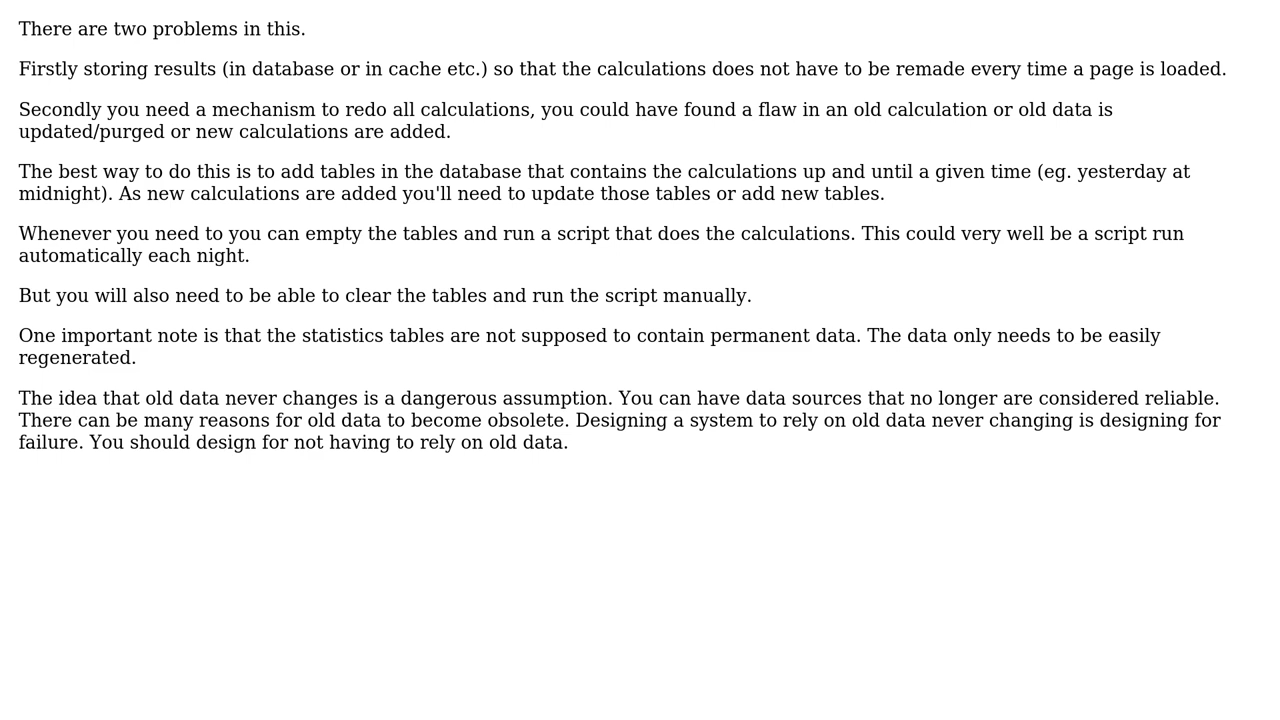 There are two problems in this.
Firstly storing results (in database or in cache etc.) so that the calculations does not have to be remade every time a page is loaded.
Secondly you need a mechanism to redo all calculations, you could have found a flaw in an old calculation or old data is
updated/purged or new calculations are added.
The best way to do this is to add tables in the database that contains the calculations up and until a given time (eg. yesterday at
midnight). As new calculations are added you'll need to update those tables or add new tables.
Whenever you need to you can empty the tables and run a script that does the calculations. This could very well be a script run
automatically each night.
But you will also need to be able to clear the tables and run the script manually.
One important note is that the statistics tables are not supposed to contain permanent data. The data only needs to be easily
regenerated.
The idea that old data never changes is a dangerous assumption. You can have data sources that no longer are considered reliable.
There can be many reasons for old data to become obsolete. Designing a system to rely on old data never changing is designing for
failure. You should design for not having to rely on old data.